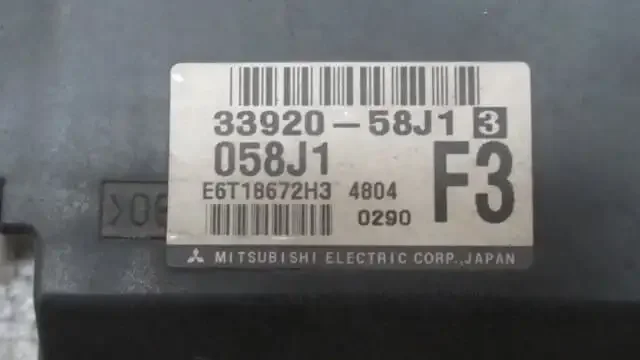 33920-58J1 3
058J1
F3
E6T18672H3 4804
0290
MITSUBISHI ELECTRIC CORP.,JAPAN